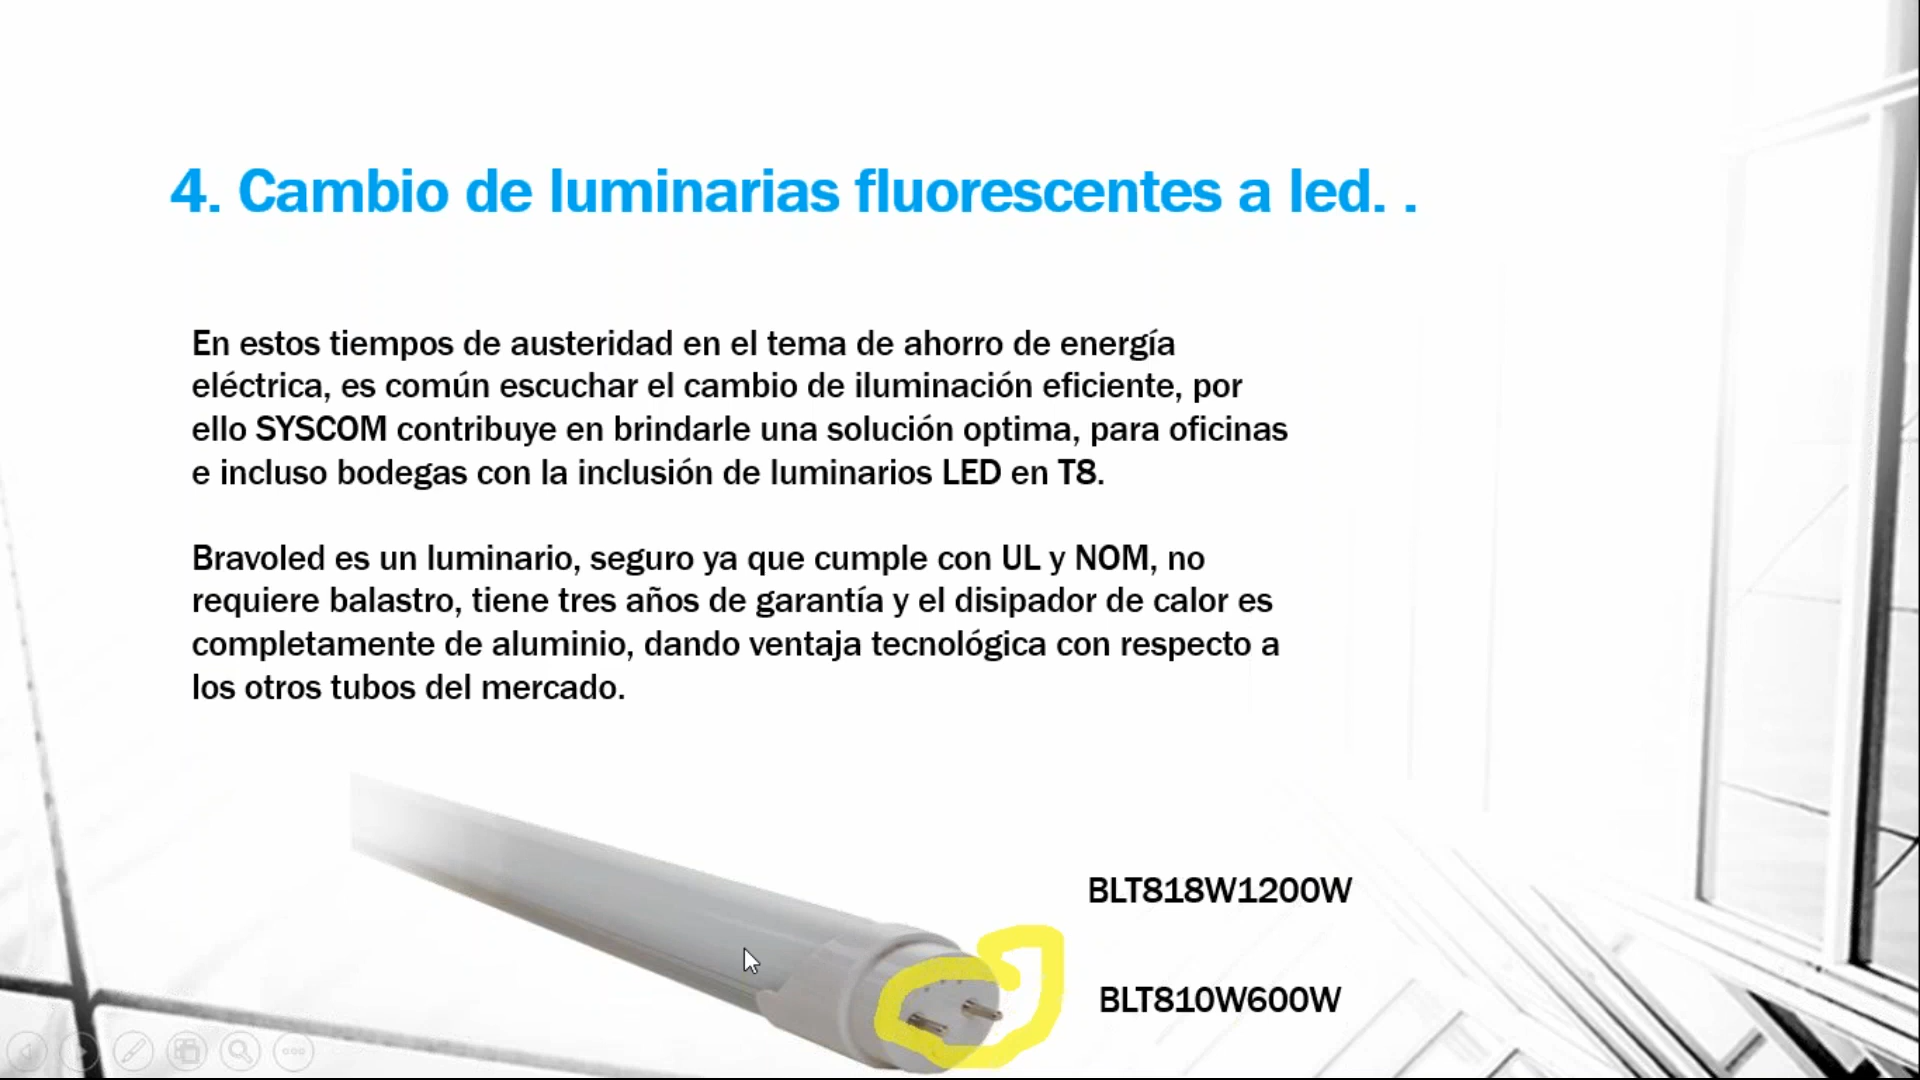 4. Cambio de luminarias fluorescentes a led. .
En estos tiempos de austeridad en el tema de ahorro de energía
eléctrica, es común escuchar el cambio de iluminación eficiente, por
ello SYSCOM contribuye en brindarle una solución optima, para oficinas
e incluso bodegas con la inclusión de luminarios LED en T8.
Bravoled es un luminario, seguro ya que cumple con UL y NOM, no
requiere balastro, tiene tres años de garantía y el disipador de calor es
completamente de aluminio, dando ventaja tecnológica con respecto a
los otros tubos del mercado.
BLT818W1200W
BLT810W600W